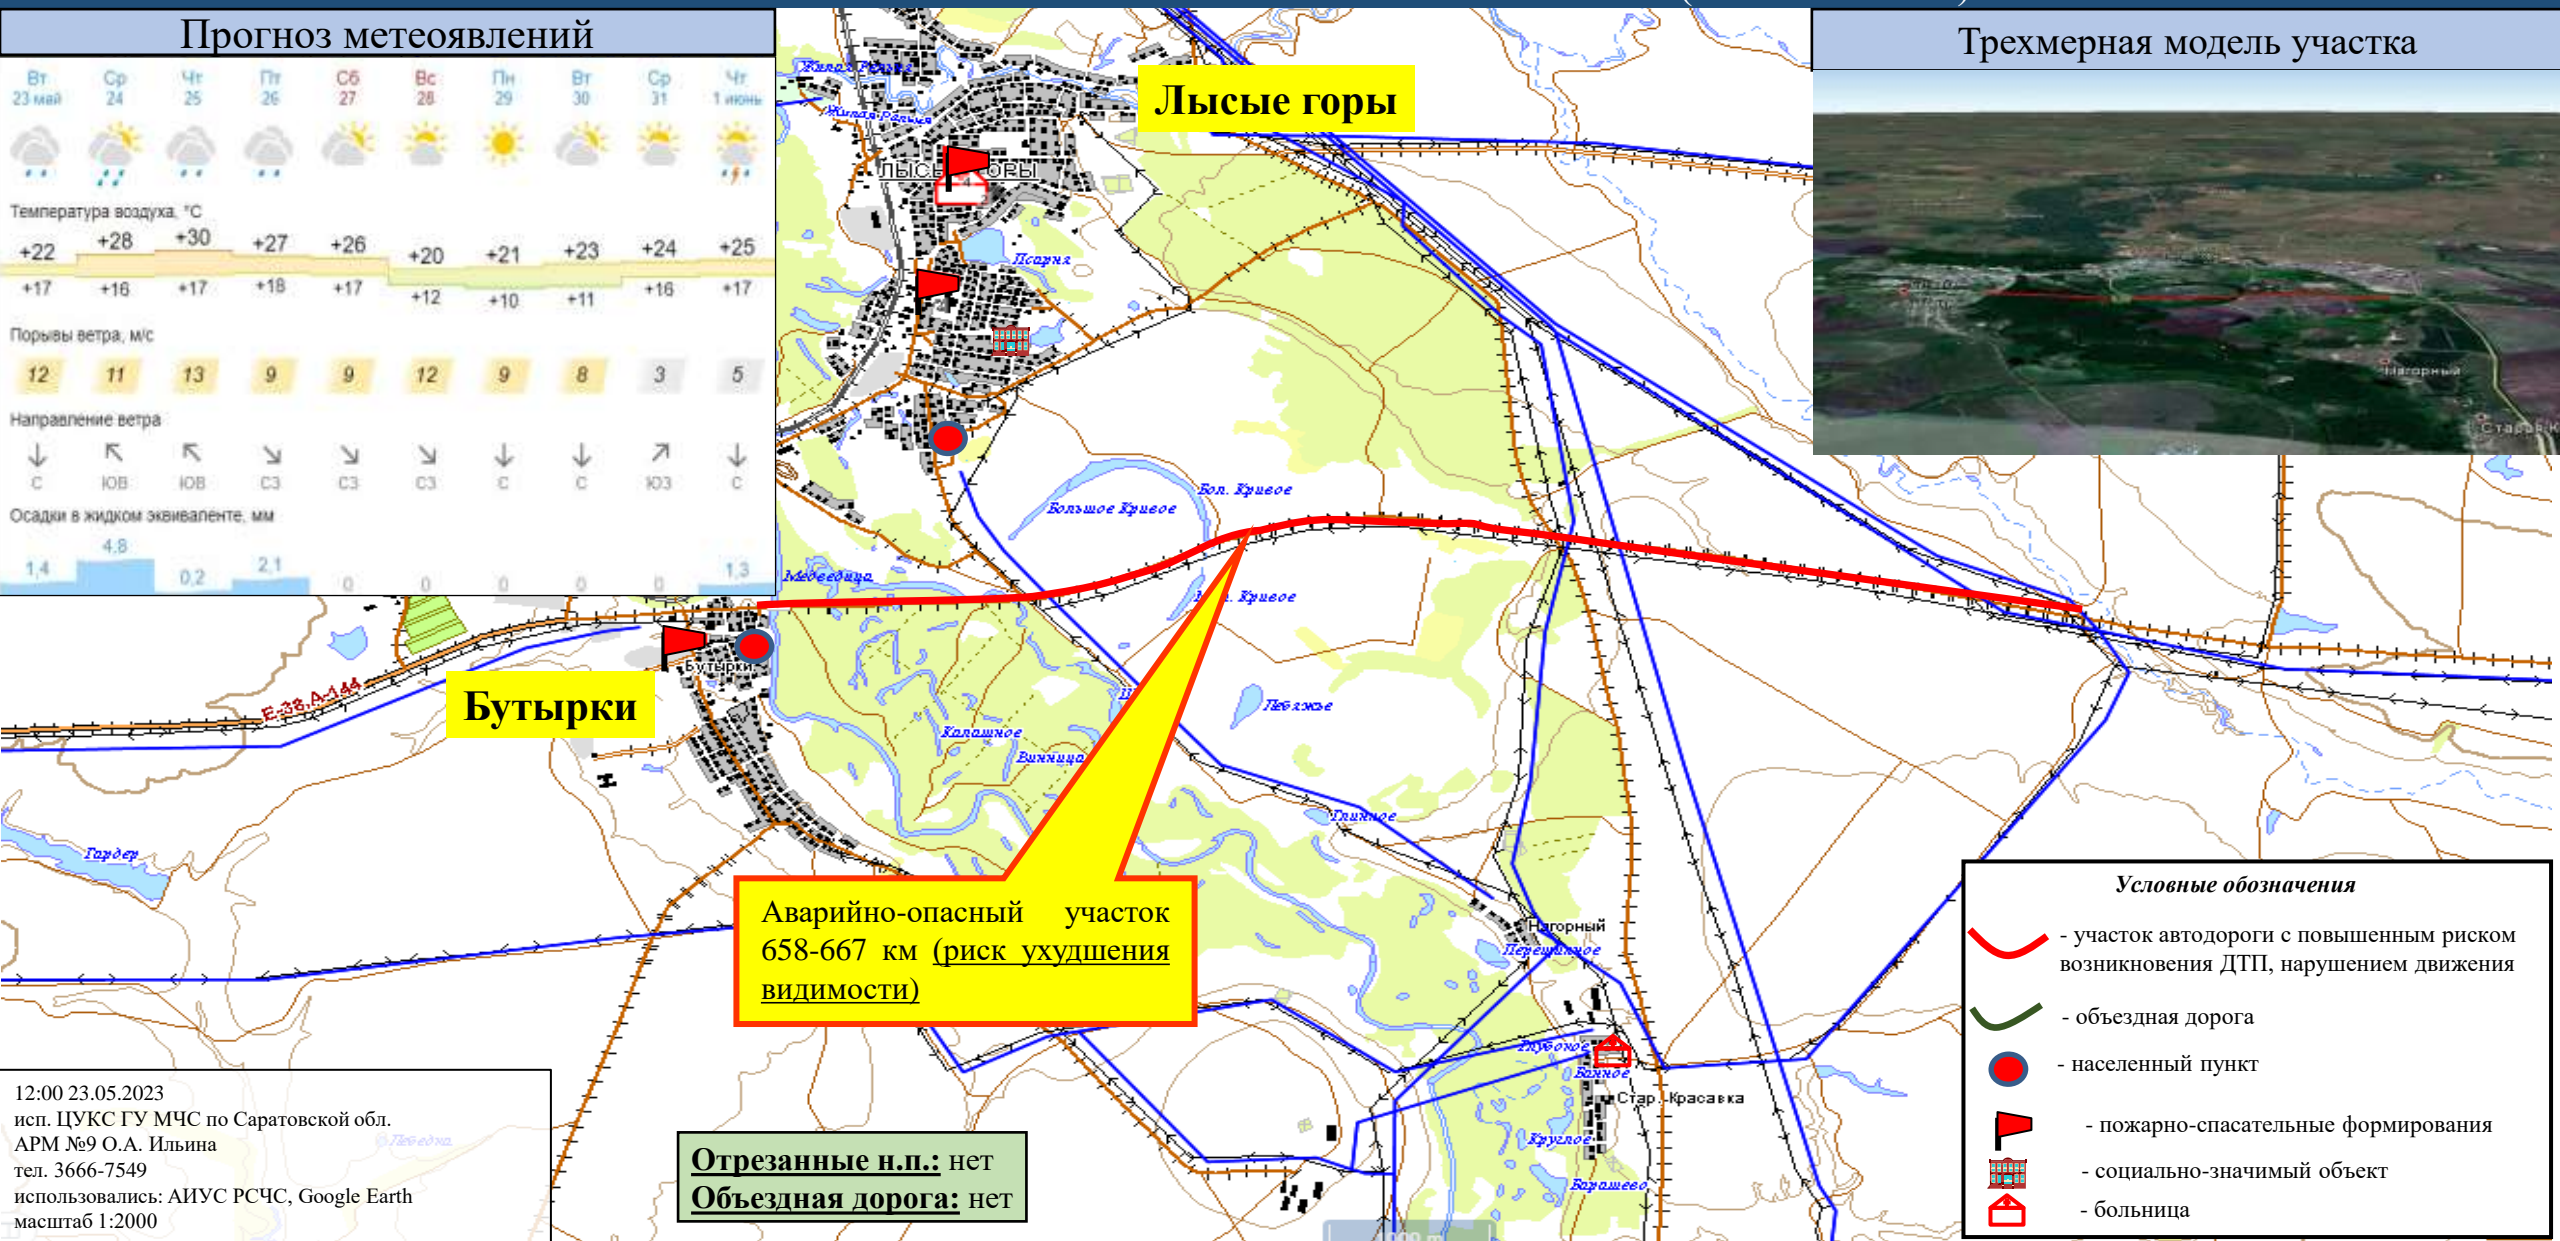 Прогноз метеоявлений
Вт Ср Чт Пт Сб Вс Пн Вт Ср Чт
23 май 24 25 26 27 28 29 30 31 1 июнь
Температура воздуха, °C
+22 +28 +30 +27 +26 +20 +21 +23 +24 +25
+17 +16 +17 +18 +17 +12 +10 +11 +16 +17
Порывы ветра, м/с
12 11 13 9 9 12 9 8 3 5
Направление ветра
С ЮВ ЮВ СЗ СЗ СЗ С С ЮЗ С
Осадки в жидком эквиваленте, мм
1,4 4,8 0,2 2,1 0 0 0 0 0 1,3
Трехмерная модель участка
Нагорный
Лысые горы
Псарня
Большое Кривое
Бол. Кривое
Кривое
Медведица
Бутырки
Бутырки
Е-38,А-144
Калашное
Винница
Лебяжье
Глинное
Гардер
Нагорный
Глубокое
Банное
Стар. Красавка
Круглое
Барашево
Лебедка
Аварийно-опасный участок
658-667 км (риск ухудшения
видимости)
Отрезанные н.п.: нет
Объездная дорога: нет
12:00 23.05.2023
исп. ЦУКС ГУ МЧС по Саратовской обл.
АРМ №9 О.А. Ильина
тел. 3666-7549
использовались: АИУС РСЧС, Google Earth
масштаб 1:2000
Условные обозначения
- участок автодороги с повышенным риском
возникновения ДТП, нарушением движения
- объездная дорога
- населенный пункт
- пожарно-спасательные формирования
- социально-значимый объект
- больница